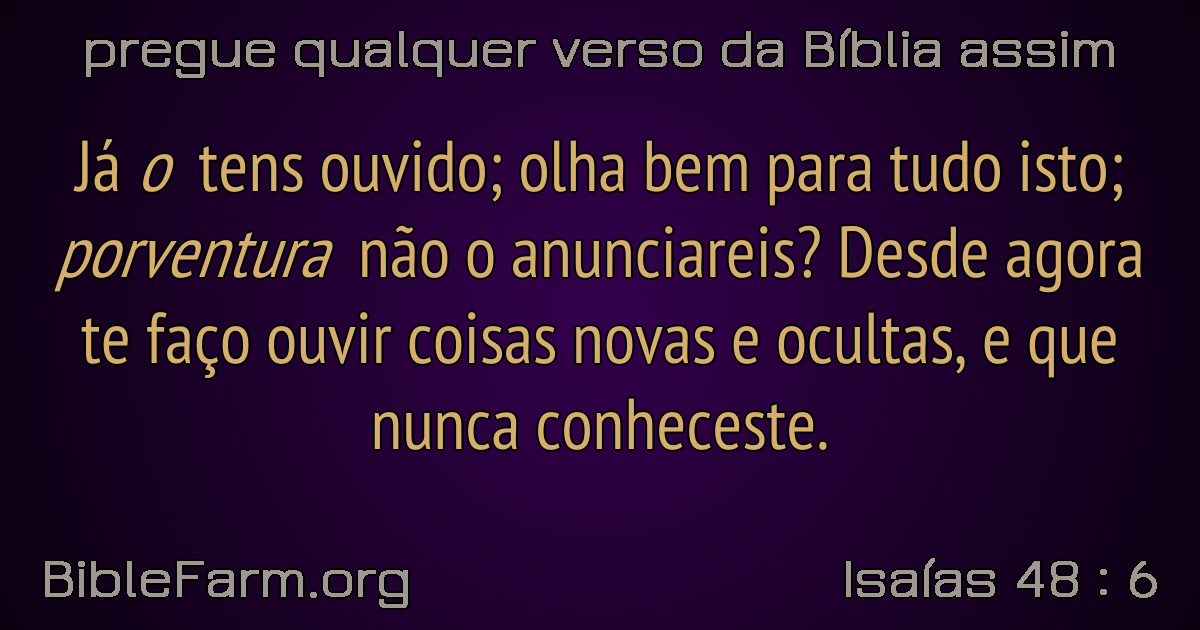 pregue qualquer verso da Bíblia assim
Já o tens ouvido; olha bem para tudo isto;
porventura não o anunciareis? Desde agora
te faço ouvir coisas novas e ocultas, e que
nunca conheceste.
BibleFarm.org
Isaías 48 : 6